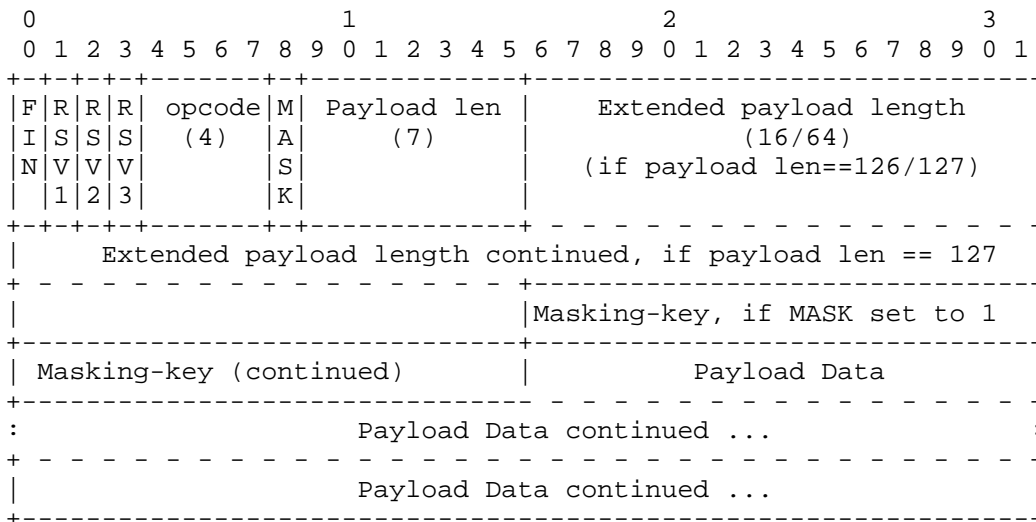 0                   1                   2                   3
 0 1 2 3 4 5 6 7 8 9 0 1 2 3 4 5 6 7 8 9 0 1 2 3 4 5 6 7 8 9 0 1
+-+-+-+-+-------+-+-------------+-------------------------------
|F|R|R|R| opcode|M| Payload len |    Extended payload length
|I|S|S|S|  (4)  |A|     (7)     |             (16/64)
|N|V|V|V|       |S|             |   (if payload len==126/127)
| |1|2|3|       |K|             |
+-+-+-+-+-------+-+-------------+ - - - - - - - - - - - - - - - -
|     Extended payload length continued, if payload len == 127
+ - - - - - - - - - - - - - - - +-------------------------------
|                               |Masking-key, if MASK set to 1
+-------------------------------+-------------------------------
| Masking-key (continued)       |          Payload Data
+-------------------------------- - - - - - - - - - - - - - - - -
:                     Payload Data continued ...                :
+ - - - - - - - - - - - - - - - - - - - - - - - - - - - - - - - -
|                     Payload Data continued ...
+---------------------------------------------------------------